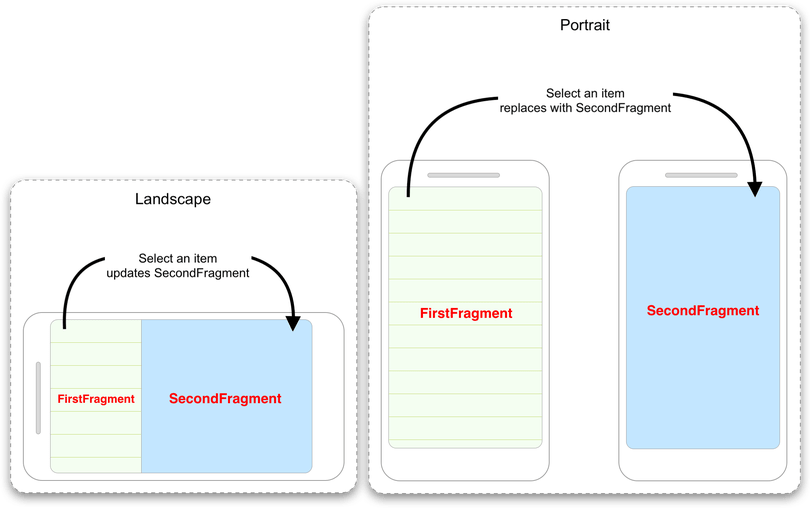 Landscape
Select an item
updates SecondFragment
FirstFragment
SecondFragment
Portrait
Select an item
replaces with SecondFragment
FirstFragment
SecondFragment